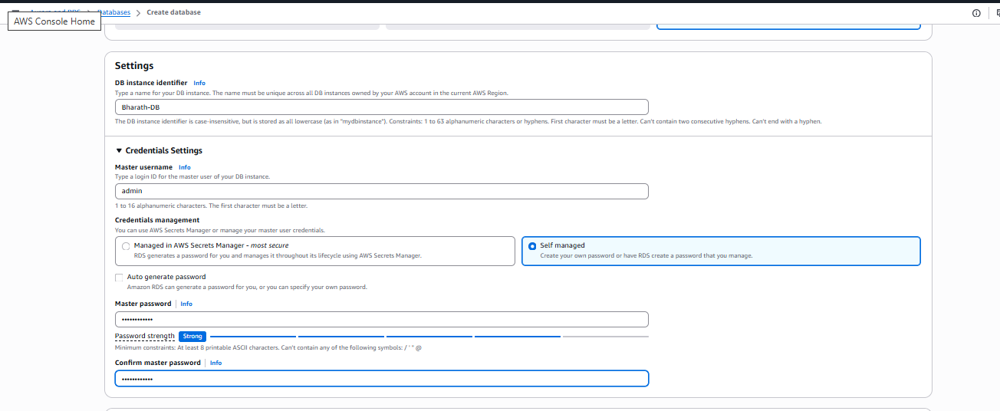 Databases > Create database
AWS Console Home
Settings
DB instance identifier Info
Type a name for your DB instance. The name must be unique across all DB instances owned by your AWS account in the current AWS Region.
Bharath-DB
The DB instance identifier is case-insensitive, but is stored as all lowercase (as in "mydbinstance"). Constraints: 1 to 63 alphanumeric characters or hyphens. First character must be a letter. Can't contain two consecutive hyphens. Can't end with a hyphen.
Credentials Settings
Master username Info
Type a login ID for the master user of your DB instance.
admin
1 to 16 alphanumeric characters. The first character must be a letter.
Credentials management
You can use AWS Secrets Manager or manage your master user credentials.
Managed in AWS Secrets Manager - most secure
RDS generates a password for you and manages it throughout its lifecycle using AWS Secrets Manager.
Self managed
Create your own password or have RDS create a password that you manage.
Auto generate password
Amazon RDS can generate a password for you, or you can specify your own password.
Master password Info
••••••••••••
Password strength Strong
Minimum constraints: At least 8 printable ASCII characters. Can't contain any of the following symbols: / ' " @
Confirm master password Info
••••••••••••